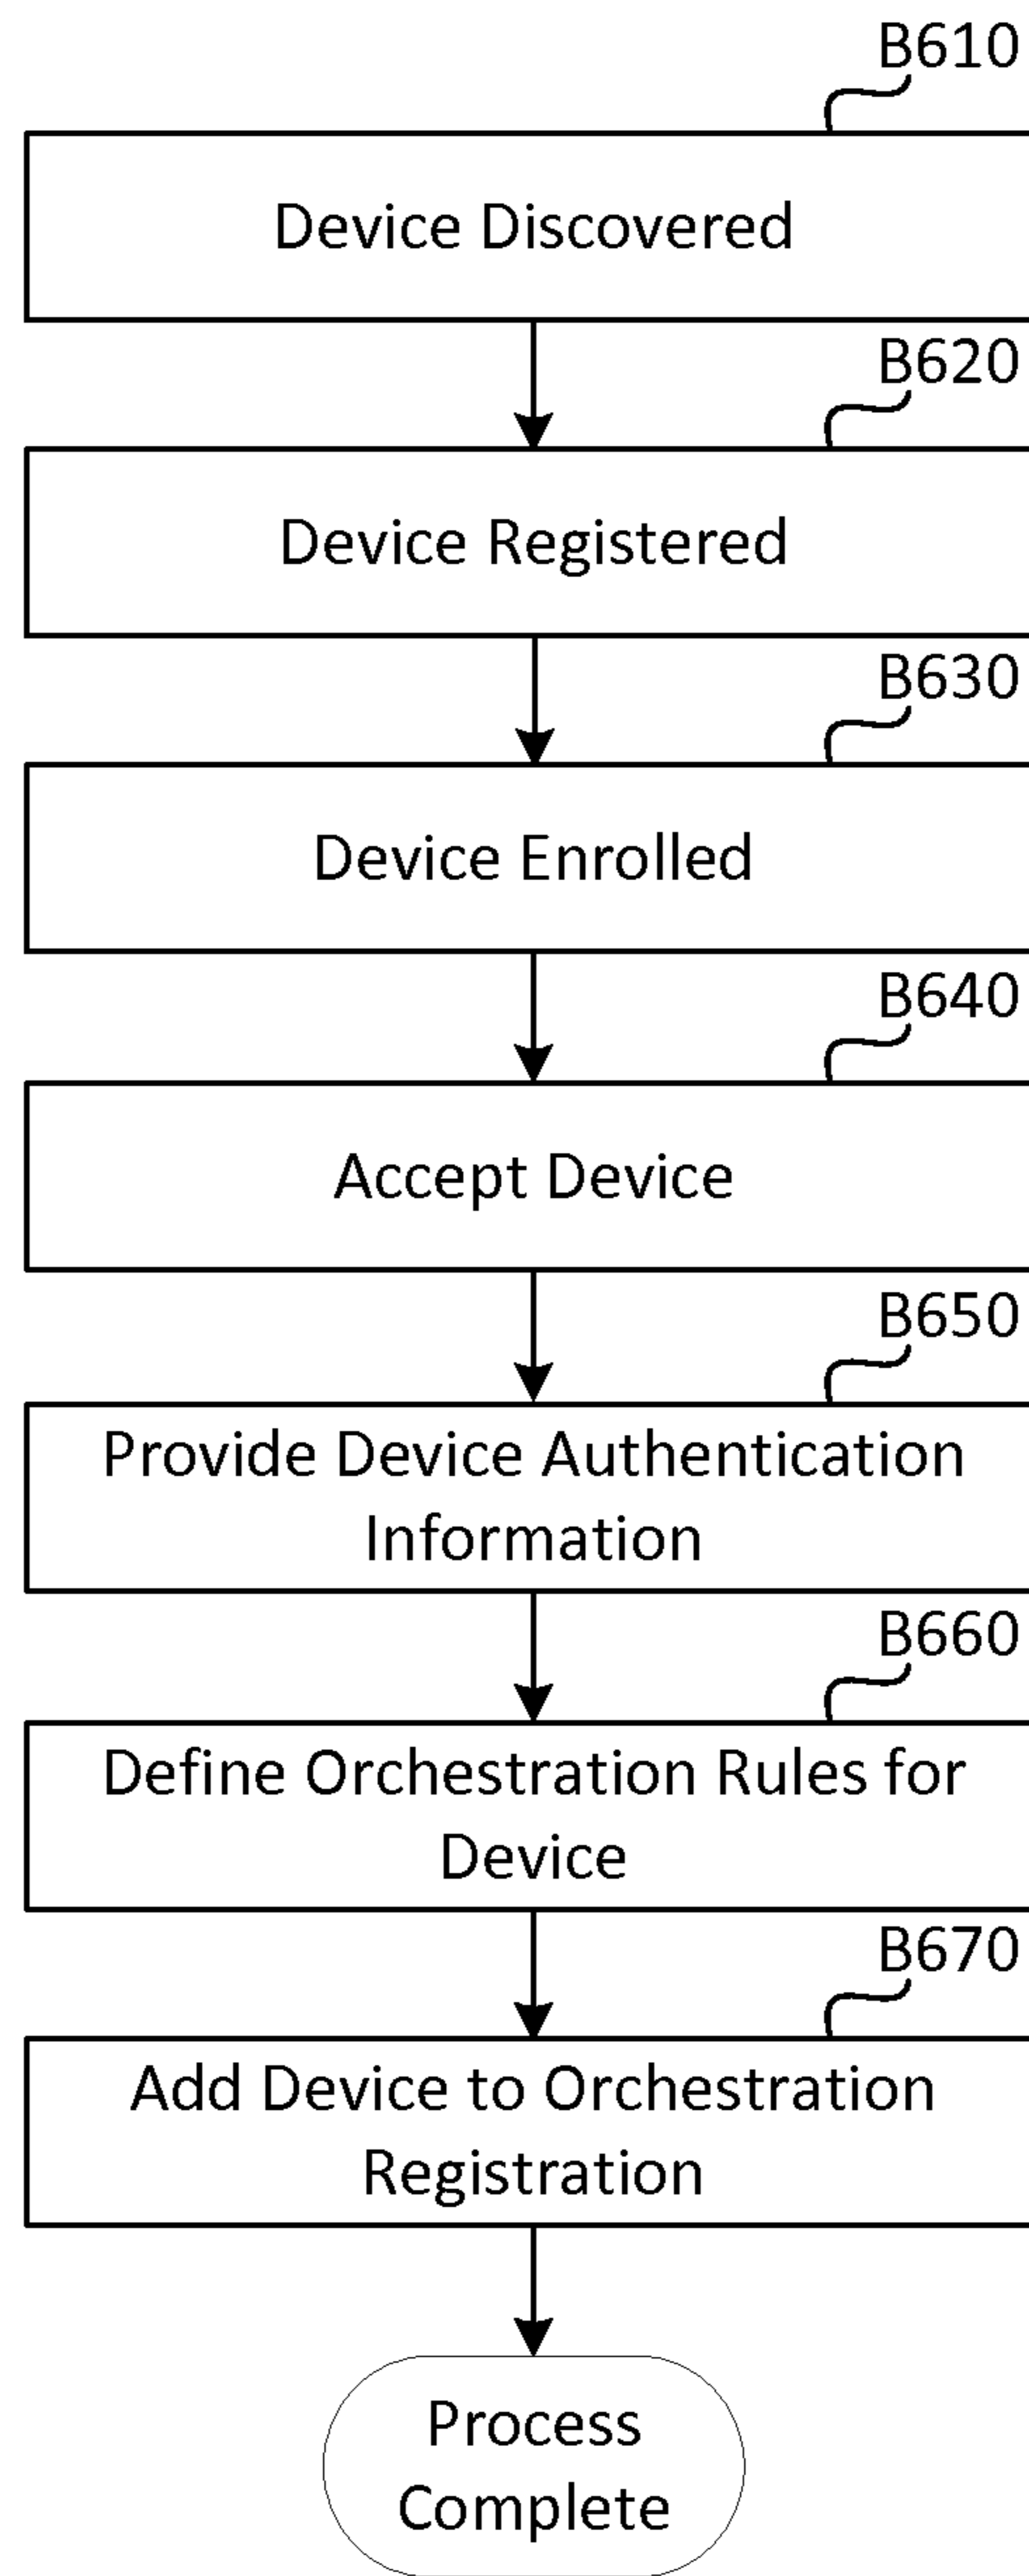 B610
Device Discovered
B620
Device Registered
B630
Device Enrolled
B640
Accept Device
B650
Provide Device Authentication
Information
B660
Define Orchestration Rules for
Device
B670
Add Device to Orchestration
Registration
Process
Complete